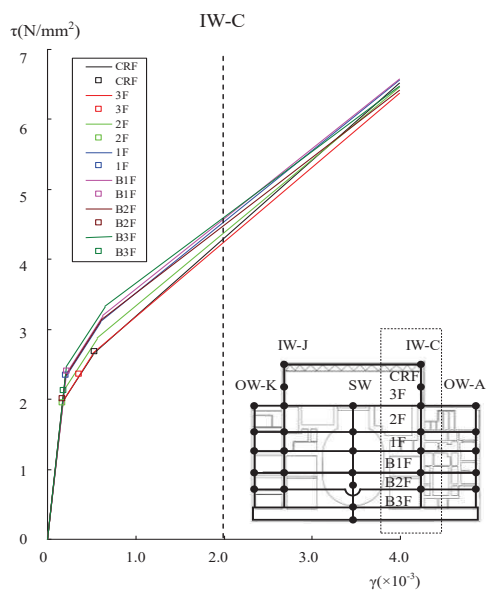 IW-C
τ(N/mm²)
7
6
5
4
3
2
1
0
CRF
CRF
3F
3F
2F
2F
1F
1F
B1F
B1F
B2F
B2F
B3F
B3F
IW-J
IW-C
OW-K
SW
CRF
OW-A
3F
2F
1F
B1F
B2F
B3F
0
1.0
2.0
3.0
4.0
γ(×10⁻³)